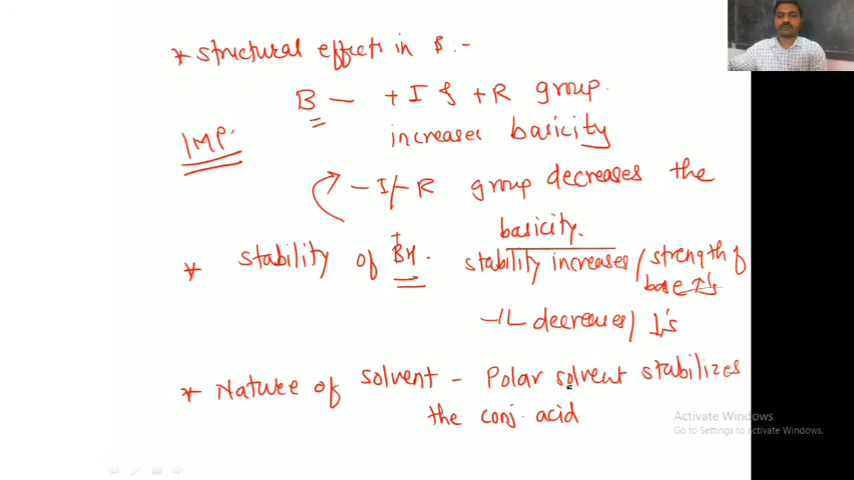 * Structural effects in B :-
B — +I & +R group.
IMP.
increases basicity
-I/-R group decreases the
basicity.
* stability of BH+. stability increases / strength of
base ↑'s
-11- decreases / ↓'s
* Nature of solvent - Polar solvent stabilizes
the conj. acid
Activate Windows
Go to Settings to activate Windows.